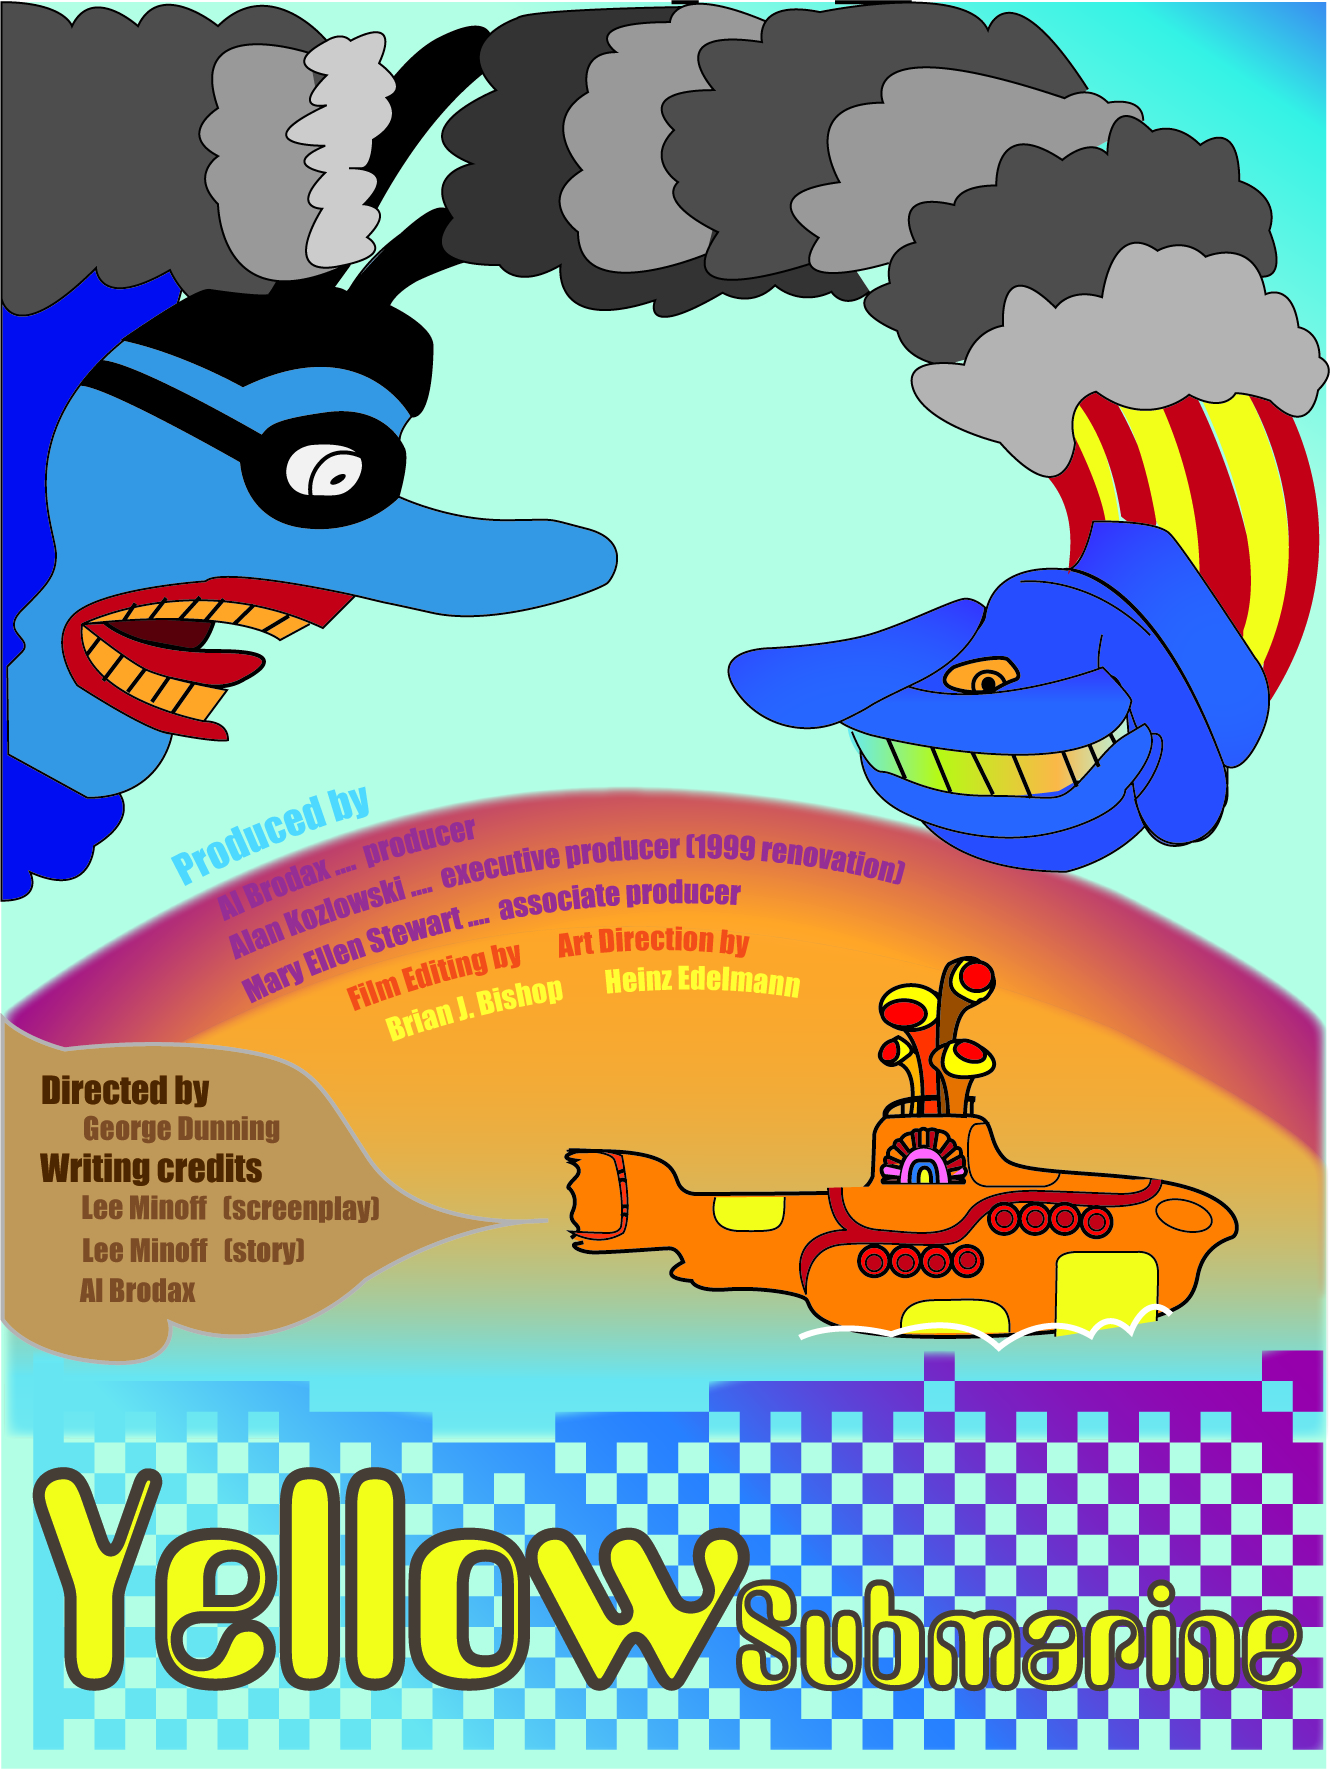 Produced by
Al Brodax .... producer
Alan Kozlowski .... executive producer (1999 renovation)
Mary Ellen Stewart .... associate producer
Film Editing by
Art Direction by
Brian J. Bishop
Heinz Edelmann
Directed by
George Dunning
Writing credits
Lee Minoff (screenplay)
Lee Minoff (story)
Al Brodax
Yellow Submarine